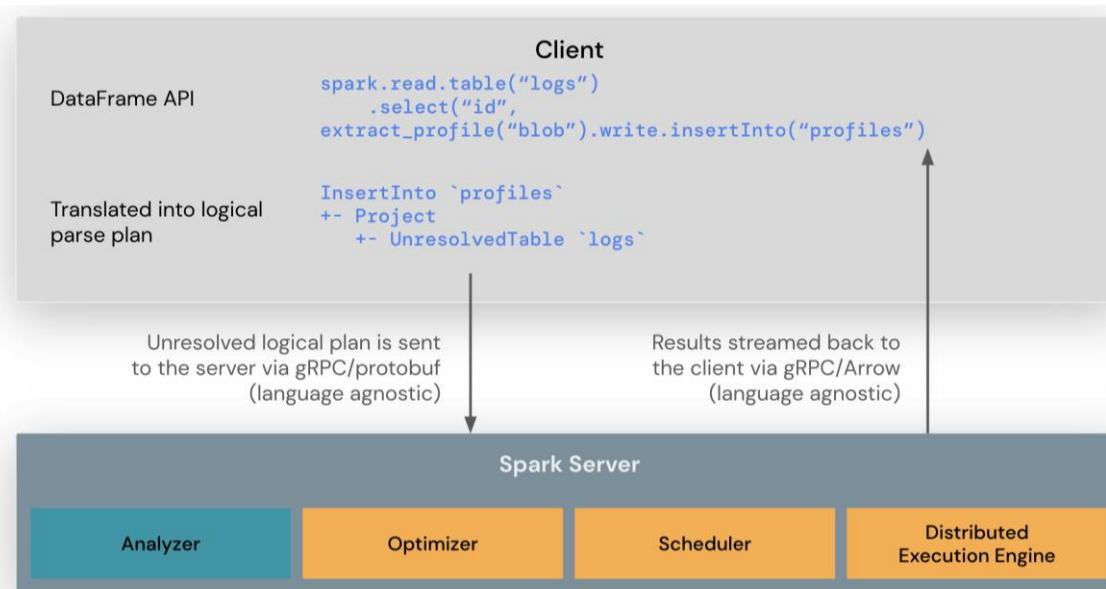 Client
DataFrame API
spark.read.table(“logs”)
.select(“id”,
extract_profile(“blob”).write.insertInto(“profiles”)
Translated into logical
parse plan
InsertInto `profiles`
+- Project
+- UnresolvedTable `logs`
Unresolved logical plan is sent
to the server via gRPC/protobuf
(language agnostic)
Results streamed back to
the client via gRPC/Arrow
(language agnostic)
Spark Server
Analyzer
Optimizer
Scheduler
Distributed
Execution Engine